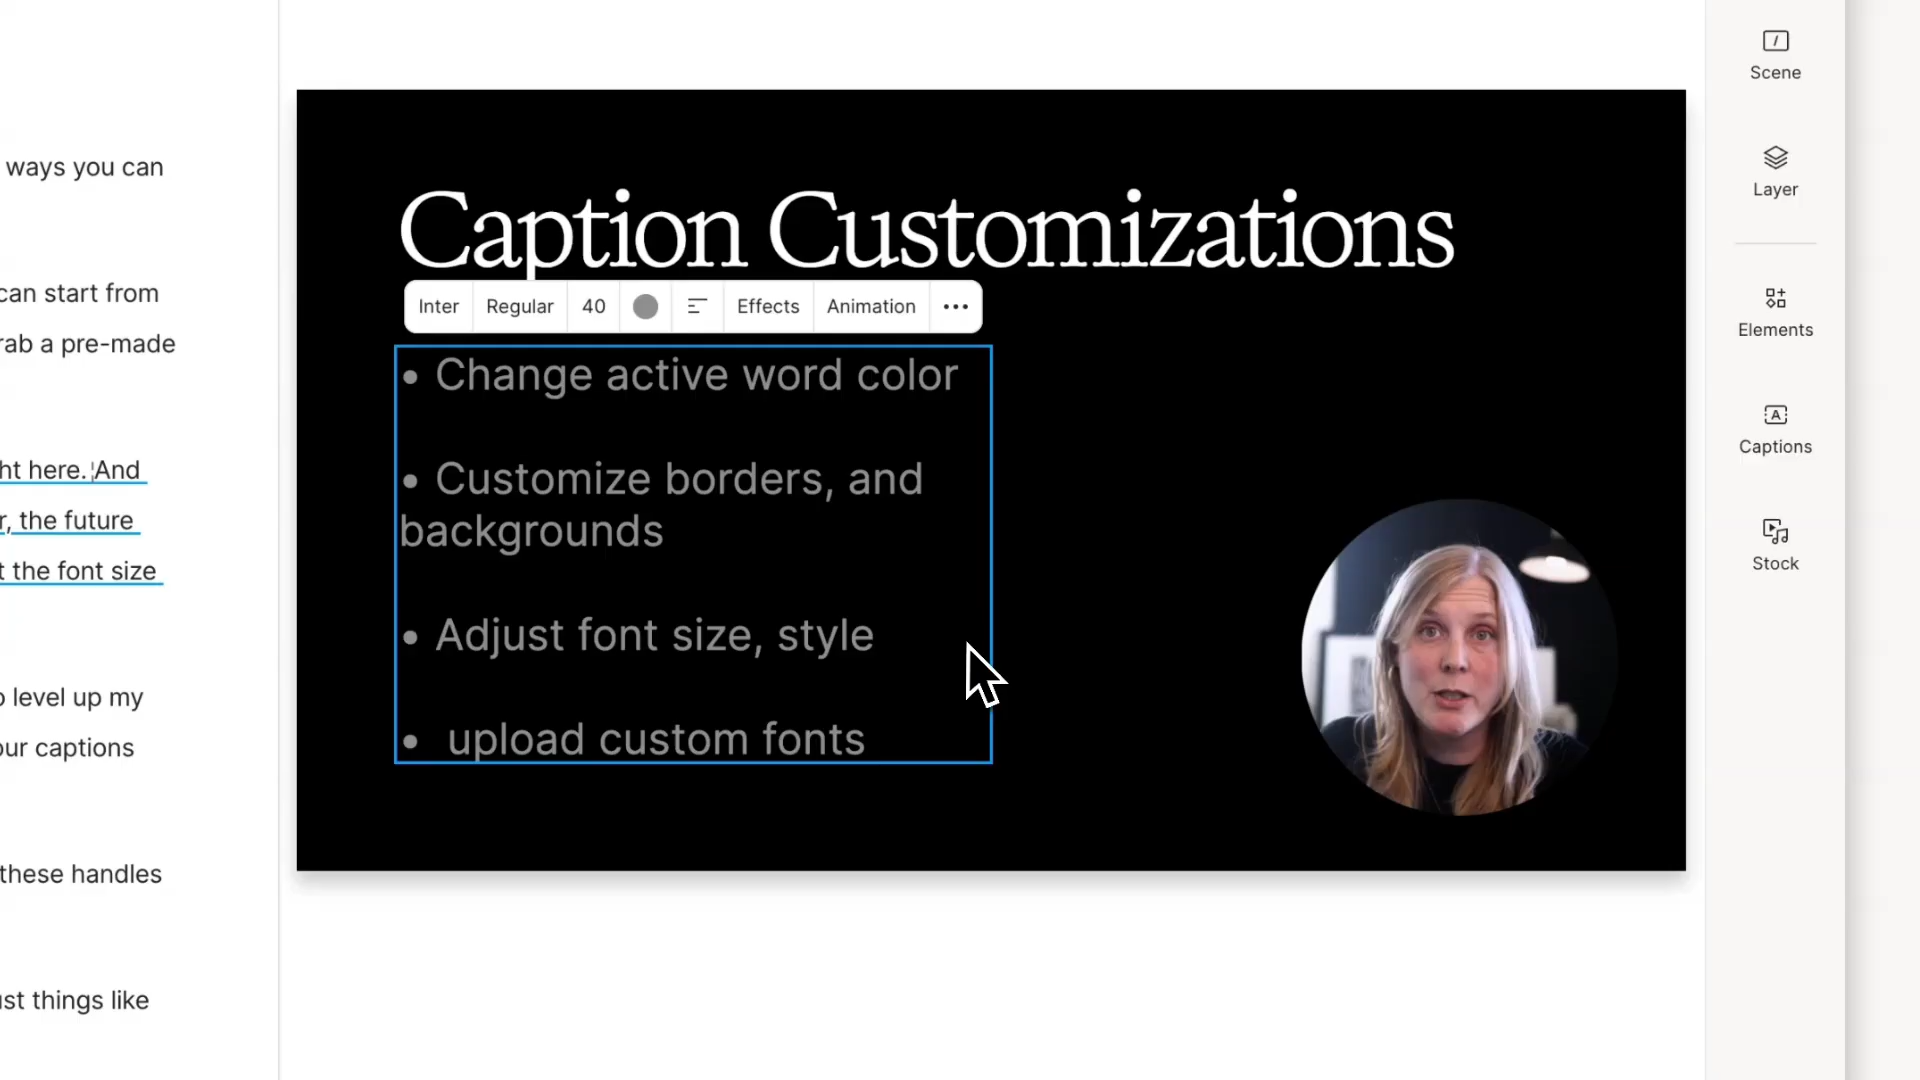 ways you can
can start from
rab a pre-made
ht here. And
r, the future
t the font size
o level up my
our captions
these handles
ust things like
Caption Customizations
Inter Regular 40 Effects Animation
• Change active word color
• Customize borders, and
backgrounds
• Adjust font size, style
• upload custom fonts
Scene
Layer
Elements
Captions
Stock